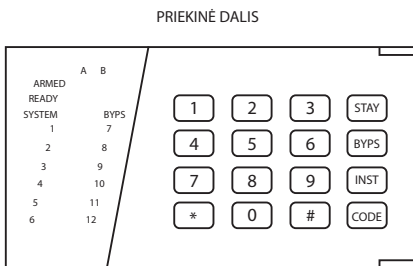 PRIEKINĖ DALIS
A B
ARMED
READY
SYSTEM BYPS
1 7
2 8
3 9
4 10
5 11
6 12
1 2 3 STAY
4 5 6 BYPS
7 8 9 INST
* 0 # CODE